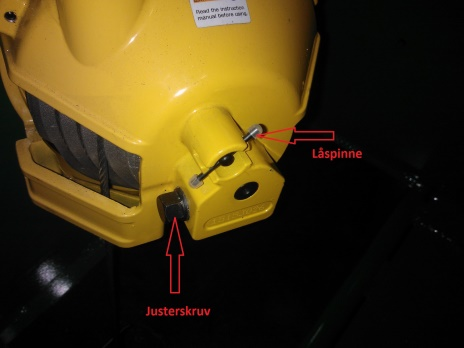 Read the instruction
manual before using.
Låspinne
Justerskruv